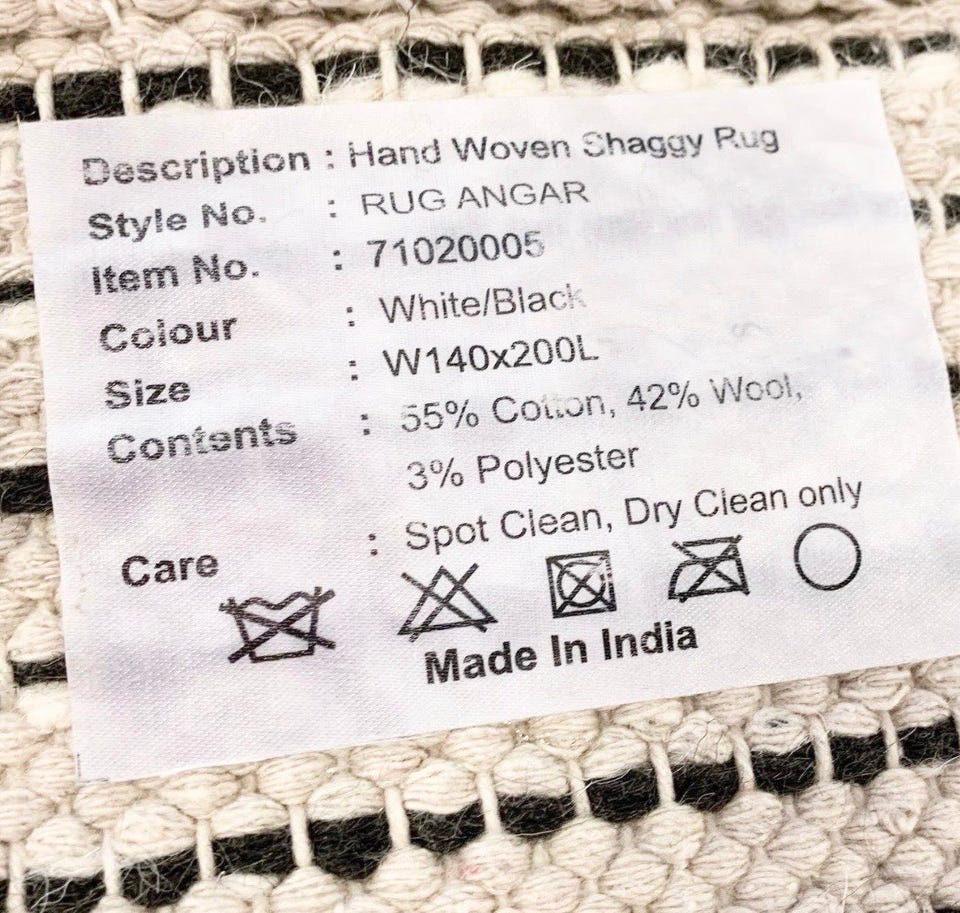 Description : Hand Woven Shaggy Rug
Style No. : RUG ANGAR
Item No. : 71020005
Colour : White/Black
Size : W140x200L
Contents : 55% Cotton, 42% Wool,
3% Polyester
Care : Spot Clean, Dry Clean only
Made In India